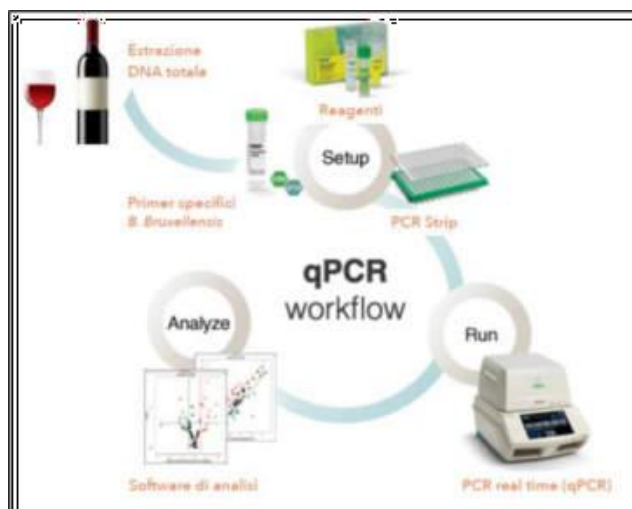 Estrazione
DNA totale
Reagenti
Setup
Primer specifici
B. Bruxellensis
PCR Strip
qPCR
workflow
Analyze
Run
Software di analisi
PCR real time (qPCR)